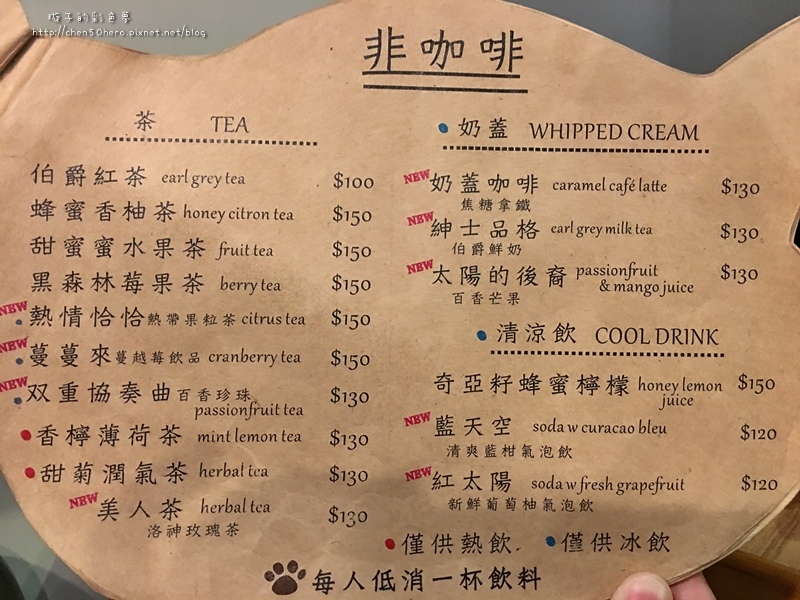 璇子的彩色夢
http://chen50hero.pixnet.net/blog
非咖啡
茶 TEA
伯爵紅茶 earl grey tea $100
蜂蜜香柚茶 honey citron tea $150
甜蜜蜜水果茶 fruit tea $150
黑森林莓果茶 berry tea $150
NEW 熱情恰恰 熱帶果粒茶 citrus tea $150
NEW 蔓蔓來 蔓越莓飲品 cranberry tea $150
NEW 双重協奏曲 百香珍珠 $130
passionfruit tea
香檸薄荷茶 mint lemon tea $130
甜菊潤氣茶 herbal tea $130
NEW 美人茶 herbal tea $130
洛神玫瑰茶
奶蓋 WHIPPED CREAM
NEW 奶蓋咖啡 caramel café latte $130
焦糖拿鐵
NEW 紳士品格 earl grey milk tea $130
伯爵鮮奶
NEW 太陽的後裔 passionfruit $130
& mango juice
百香芒果
清涼飲 COOL DRINK
奇亞籽蜂蜜檸檬 honey lemon $150
juice
NEW 藍天空 soda w curacao bleu $120
清爽藍柑氣泡飲
NEW 紅太陽 soda w fresh grapefruit $120
新鮮葡萄柚氣泡飲
僅供熱飲 僅供冰飲
每人低消一杯飲料